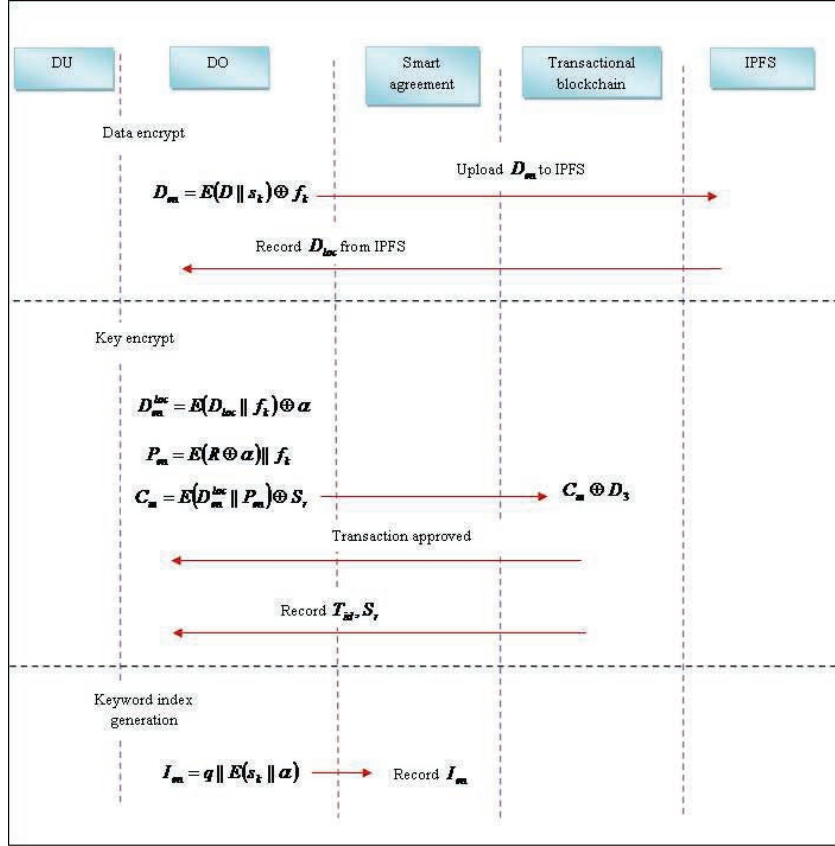 DU
DO
Smart
agreement
Transactional
blockchain
IPFS
Data encrypt
Upload D_en to IPFS
D_en = E(D || s_k) ⊕ f_k
Record D_loc from IPFS
Key encrypt
D_en^loc = E(D_loc || f_k) ⊕ α
P_en = E(R ⊕ α) || f_k
C_m = E(D_en^loc || P_en) ⊕ S_r
C_m ⊕ D_3
Transaction approved
Record T_id, S_r
Keyword index
generation
I_en = q || E(s_k || α)
Record I_en